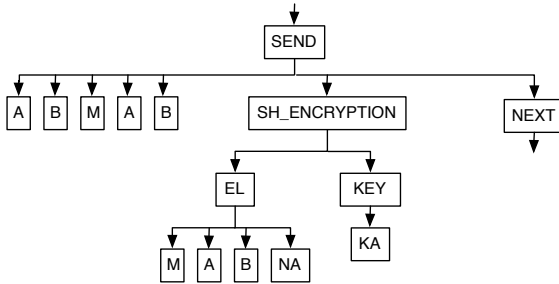 SEND
A B M A B SH_ENCRYPTION NEXT
EL KEY
M A B NA KA